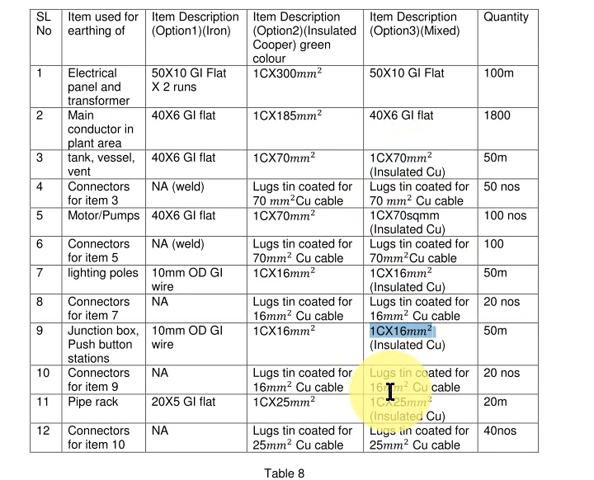 SL No | Item used for earthing of | Item Description (Option1)(Iron) | Item Description (Option2)(Insulated Cooper) green colour | Item Description (Option3)(Mixed) | Quantity
1 | Electrical panel and transformer | 50X10 GI Flat X 2 runs | 1CX300mm² | 50X10 GI Flat | 100m
2 | Main conductor in plant area | 40X6 GI flat | 1CX185mm² | 40X6 GI flat | 1800
3 | tank, vessel, vent | 40X6 GI flat | 1CX70mm² | 1CX70mm² (Insulated Cu) | 50m
4 | Connectors for item 3 | NA (weld) | Lugs tin coated for 70 mm²Cu cable | Lugs tin coated for 70 mm²Cu cable | 50 nos
5 | Motor/Pumps | 40X6 GI flat | 1CX70mm² | 1CX70sqmm (Insulated Cu) | 100 nos
6 | Connectors for item 5 | NA (weld) | Lugs tin coated for 70mm²Cu cable | Lugs tin coated for 70mm²Cu cable | 100
7 | lighting poles | 10mm OD GI wire | 1CX16mm² | 1CX16mm² (Insulated Cu) | 50m
8 | Connectors for item 7 | NA | Lugs tin coated for 16mm² Cu cable | Lugs tin coated for 16mm² Cu cable | 20 nos
9 | Junction box, Push button stations | 10mm OD GI wire | 1CX16mm² | 1CX16mm² (Insulated Cu) | 50m
10 | Connectors for item 9 | NA | Lugs tin coated for 16mm² Cu cable | Lugs tin coated for 16mm² Cu cable | 20 nos
11 | Pipe rack | 20X5 GI flat | 1CX25mm² | 1CX25mm² (Insulated Cu) | 20m
12 | Connectors for item 10 | NA | Lugs tin coated for 25mm² Cu cable | Lugs tin coated for 25mm² Cu cable | 40nos
Table 8